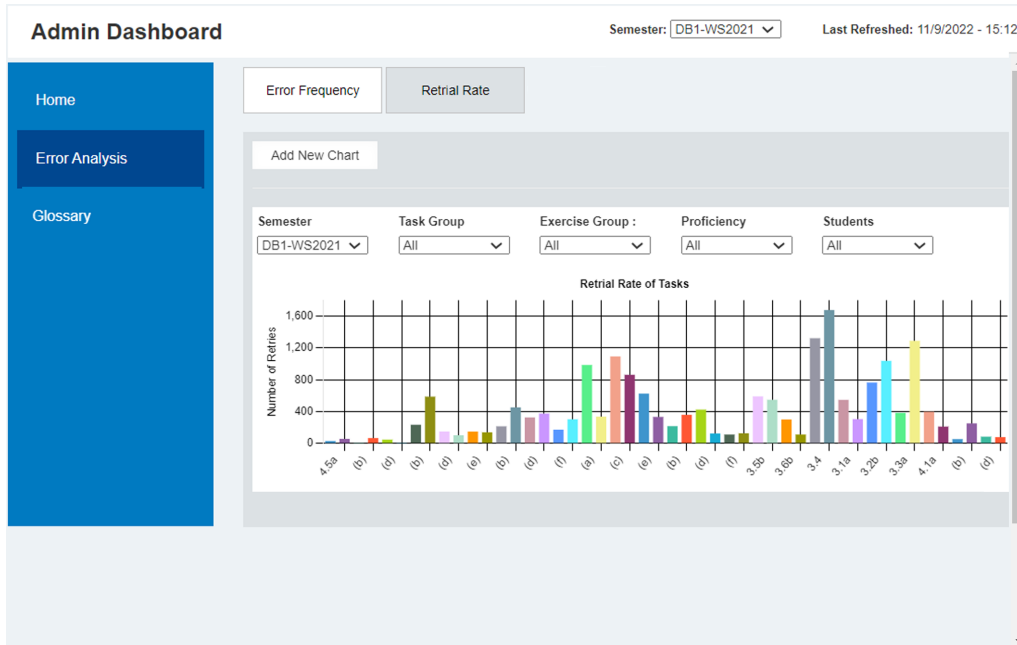 Admin Dashboard
Semester: DB1-WS2021
Last Refreshed: 11/9/2022 - 15:12
Home
Error Analysis
Glossary
Error Frequency
Retrial Rate
Add New Chart
Semester Task Group Exercise Group : Proficiency Students
DB1-WS2021 All All All All
Retrial Rate of Tasks
Number of Retries
1,600
1,200
800
400
0
4.5a (b) (d) (b) (d) (e) (b) (d) (f) (a) (c) (e) (b) (d) (f) 3.5b 3.6b 3.4 3.1a 3.2b 3.3a 4.1a (b) (d)